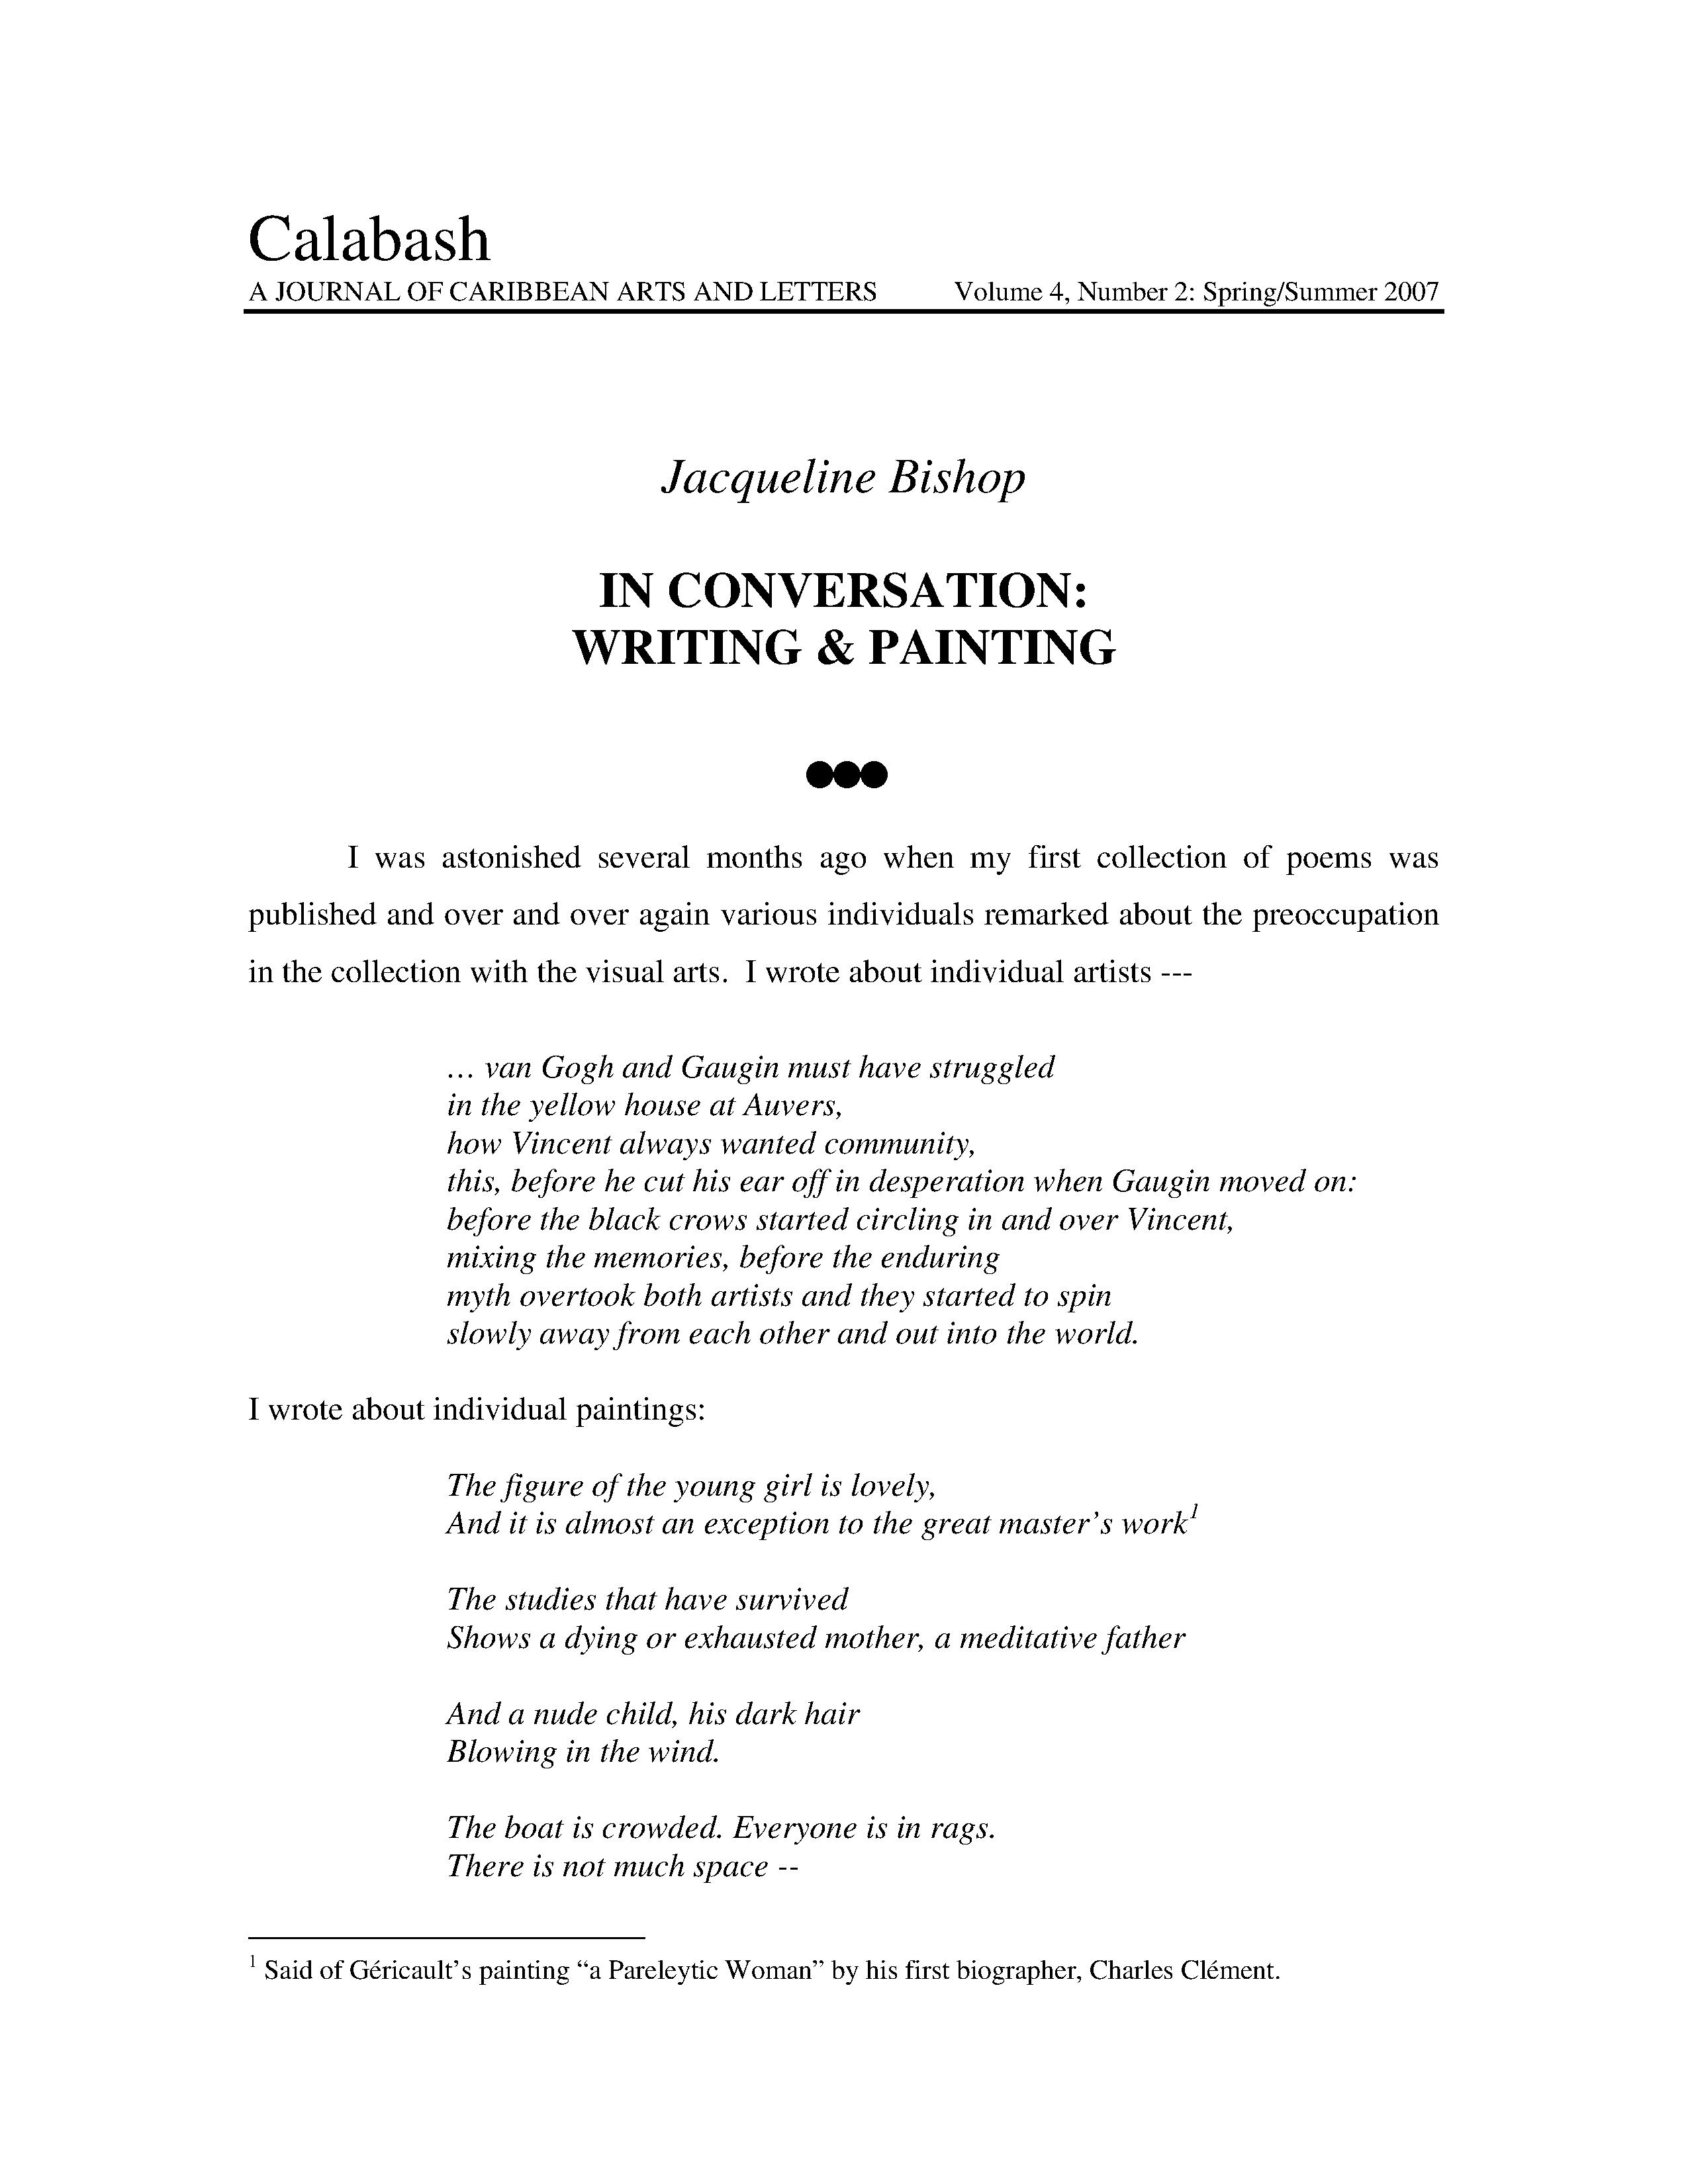 Calabash
A JOURNAL OF CARIBBEAN ARTS AND LETTERS Volume 4, Number 2: Spring/Summer 2007
Jacqueline Bishop
IN CONVERSATION:
WRITING & PAINTING
●●●
I was astonished several months ago when my first collection of poems was
published and over and over again various individuals remarked about the preoccupation
in the collection with the visual arts. I wrote about individual artists ---
… van Gogh and Gaugin must have struggled
in the yellow house at Auvers,
how Vincent always wanted community,
this, before he cut his ear off in desperation when Gaugin moved on:
before the black crows started circling in and over Vincent,
mixing the memories, before the enduring
myth overtook both artists and they started to spin
slowly away from each other and out into the world.
I wrote about individual paintings:
The figure of the young girl is lovely,
And it is almost an exception to the great master's work¹
The studies that have survived
Shows a dying or exhausted mother, a meditative father
And a nude child, his dark hair
Blowing in the wind.
The boat is crowded. Everyone is in rags.
There is not much space --
¹ Said of Géricault's painting “a Pareleytic Woman” by his first biographer, Charles Clément.